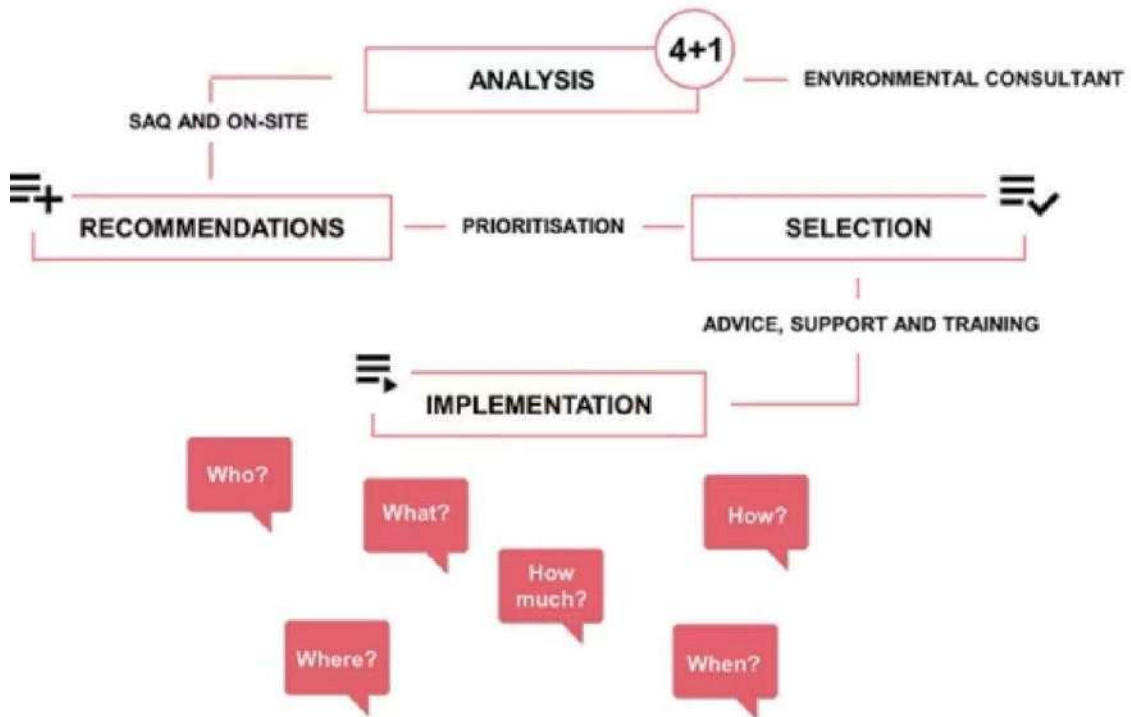 4+1
ANALYSIS
ENVIRONMENTAL CONSULTANT
SAQ AND ON-SITE
RECOMMENDATIONS
PRIORITISATION
SELECTION
ADVICE, SUPPORT AND TRAINING
IMPLEMENTATION
Who?
What?
How?
How
much?
Where?
When?